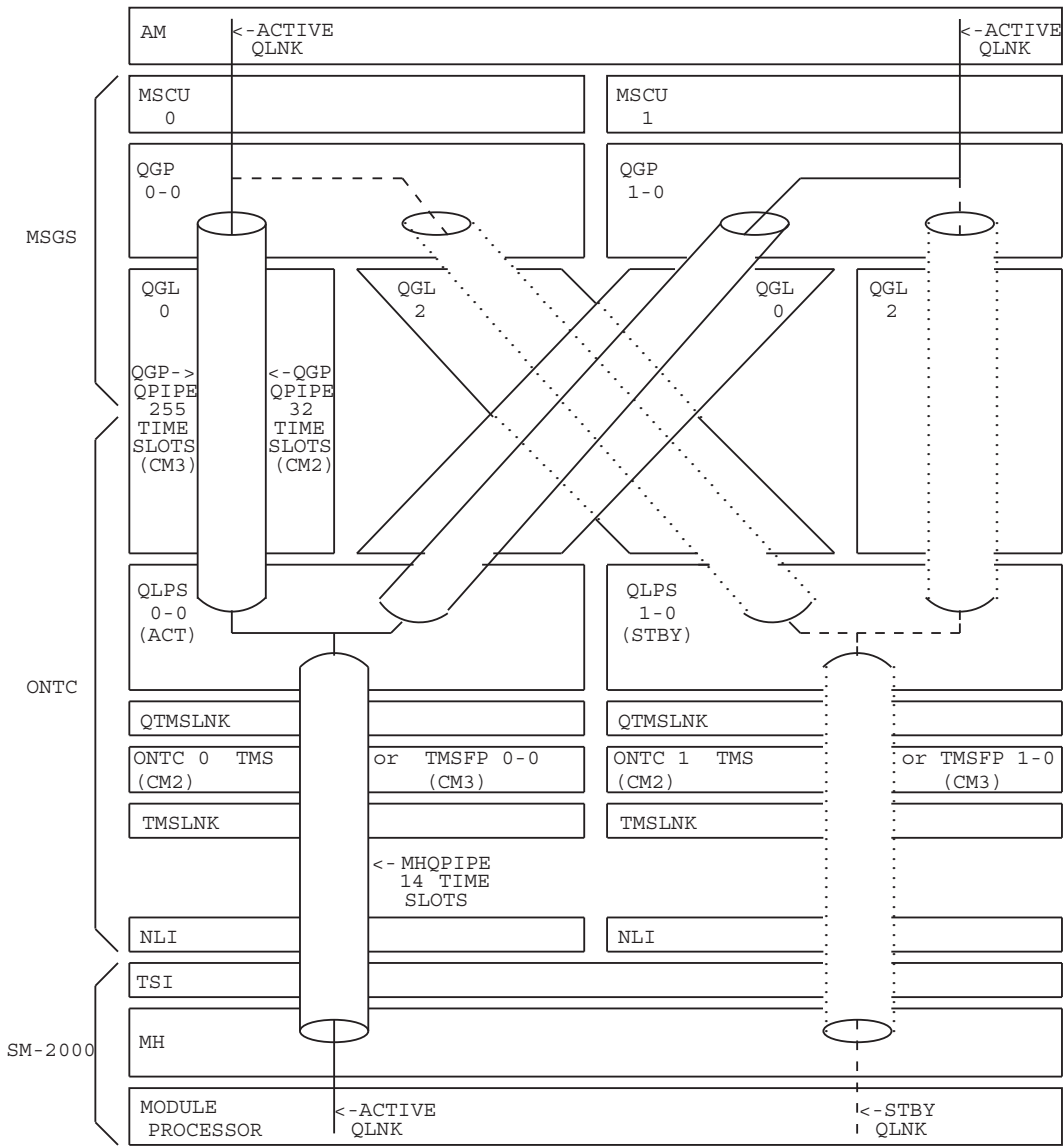 AM
<-ACTIVE
QLNK
<-ACTIVE
QLNK
MSCU
0
MSCU
1
QGP
0-0
QGP
1-0
MSGS
QGL
0
QGL
2
QGL
0
QGL
2
QGP->
QPIPE
255
TIME
SLOTS
(CM3)
<-QGP
QPIPE
32
TIME
SLOTS
(CM2)
QLPS
0-0
(ACT)
QLPS
1-0
(STBY)
ONTC
QTMSLNK
QTMSLNK
ONTC 0 TMS
(CM2)
or TMSFP 0-0
(CM3)
ONTC 1 TMS
(CM2)
or TMSFP 1-0
(CM3)
TMSLNK
TMSLNK
<-MHQPIPE
14 TIME
SLOTS
NLI
NLI
TSI
SM-2000
MH
MODULE
PROCESSOR
<-ACTIVE
QLNK
<-STBY
QLNK